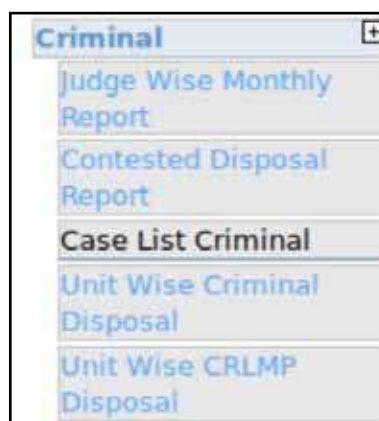 Criminal
Judge Wise Monthly
Report
Contested Disposal
Report
Case List Criminal
Unit Wise Criminal
Disposal
Unit Wise CRLMP
Disposal